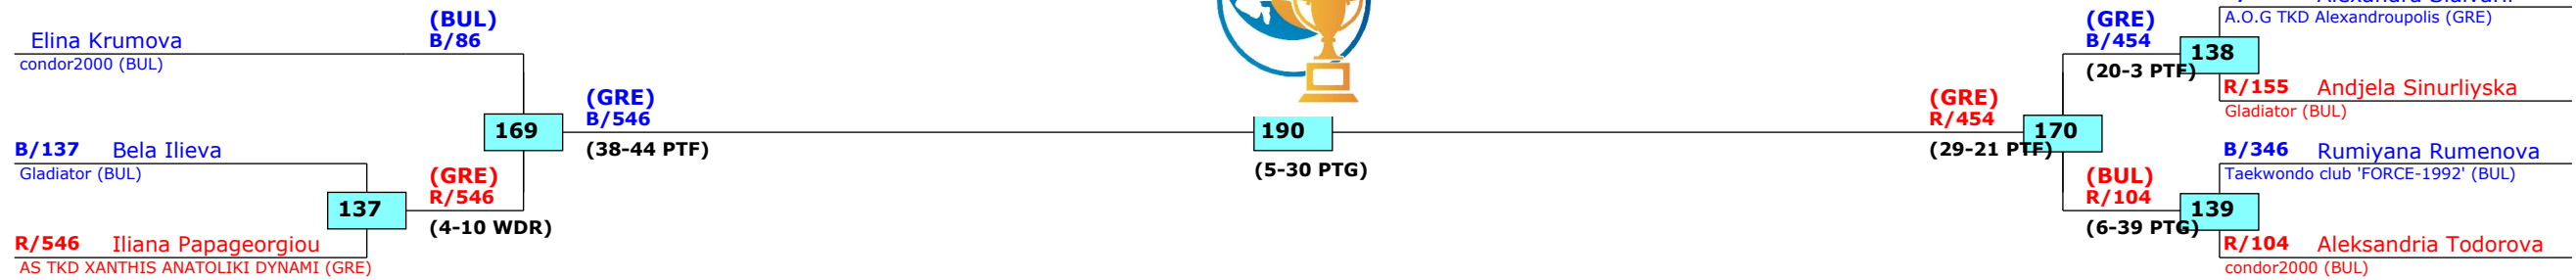 (BUL)
B/86
Elina Krumova
condor2000 (BUL)
B/137 Bela Ilieva
Gladiator (BUL)
137
R/546 Iliana Papageorgiou
AS TKD XANTHIS ANATOLIKI DYNAMI (GRE)
(GRE)
R/546
(4-10 WDR)
169
(GRE)
B/546
(38-44 PTF)
190
(5-30 PTG)
(GRE)
R/454
(29-21 PTF)
170
(GRE)
B/454
(20-3 PTF)
138
A.O.G TKD Alexandroupolis (GRE)
R/155 Andjela Sinurliyska
Gladiator (BUL)
B/346 Rumiyana Rumenova
Taekwondo club 'FORCE-1992' (BUL)
(BUL)
R/104
(6-39 PTG)
139
R/104 Aleksandria Todorova
condor2000 (BUL)